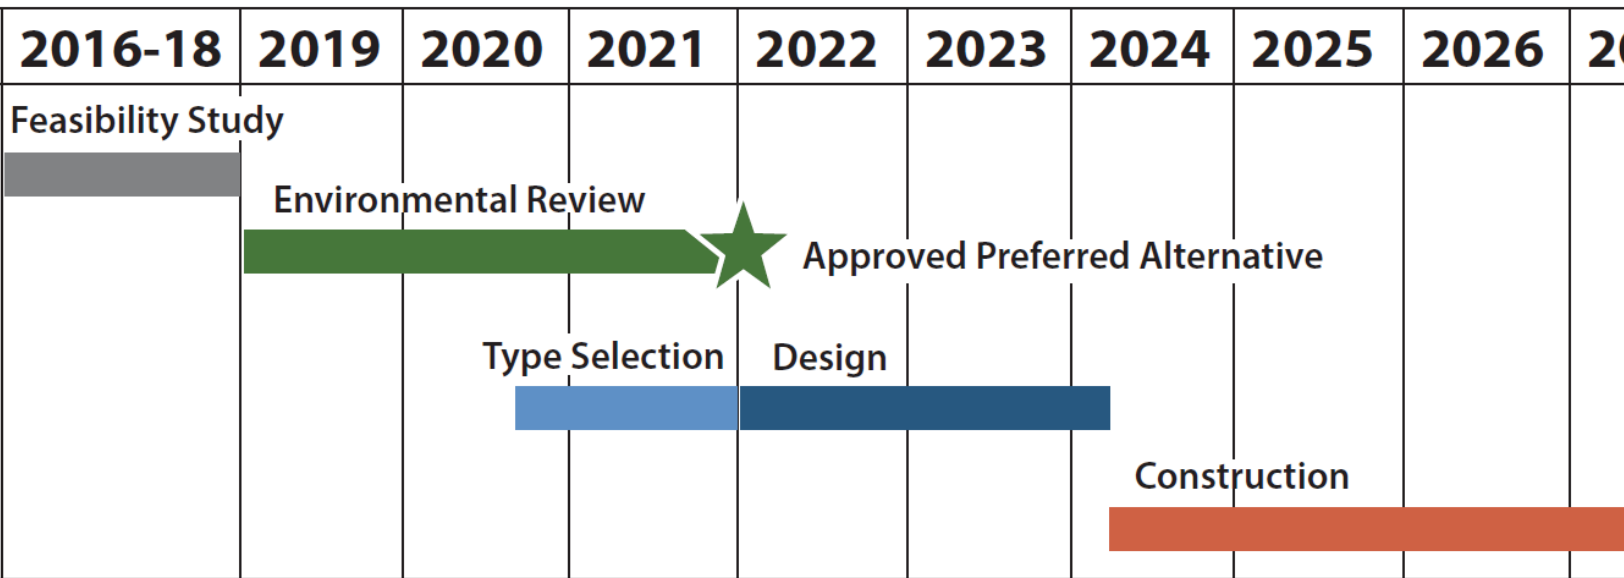 2016-18 2019 2020 2021 2022 2023 2024 2025 2026
Feasibility Study
Environmental Review
Approved Preferred Alternative
Type Selection Design
Construction